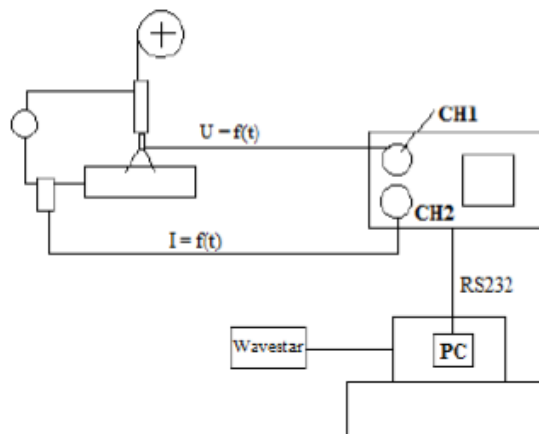 CH1
U = f(t)
CH2
I = f(t)
RS232
Wavestar
PC